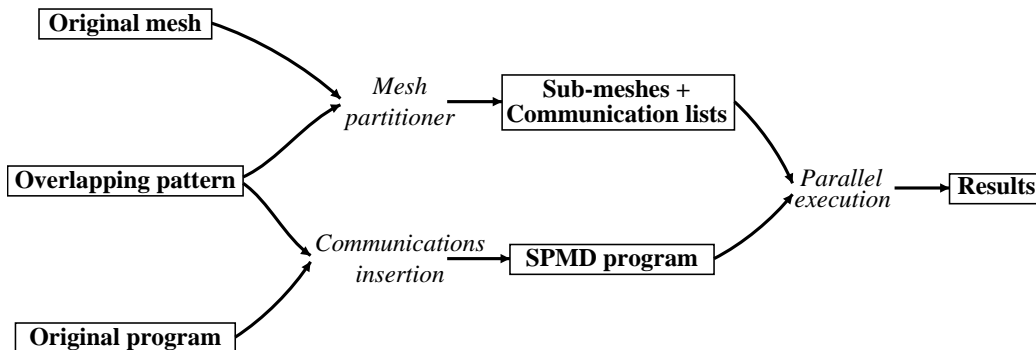 Original mesh
Mesh
partitioner
Sub-meshes +
Communication lists
Overlapping pattern
Parallel
execution
Results
Communications
insertion
SPMD program
Original program